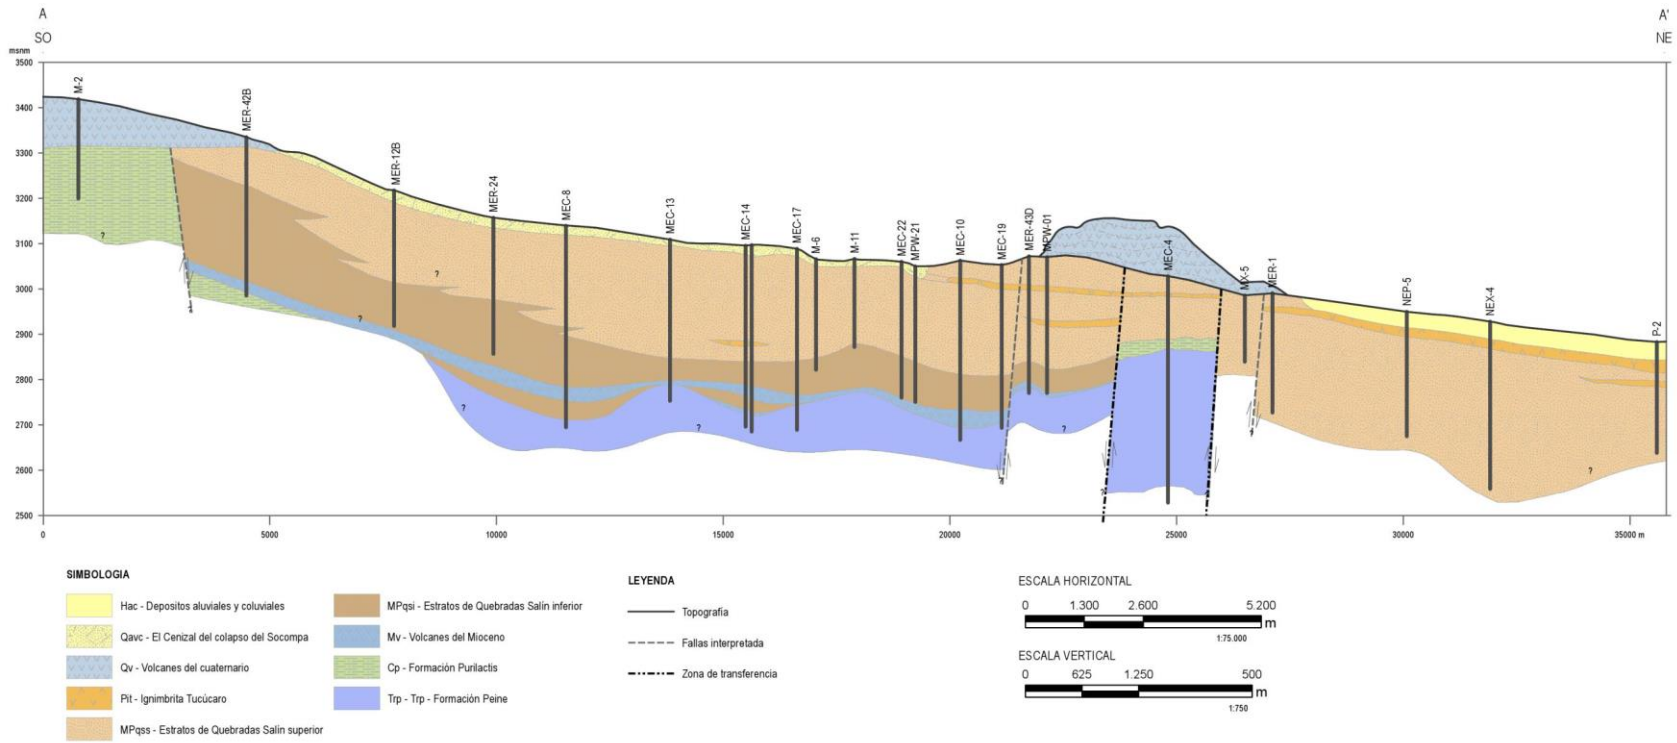 A
A'
SO
NE
msnm
3500
3400
3300
3200
3100
3000
2900
2800
2700
2600
2500
M-2
MER-42B
MER-12B
MER-24
MEC-8
MEC-13
MEC-14
MEC-17
M-6
M-11
MEC-22
MPW-21
MEC-10
MEC-19
MER-43D
MPW-01
MEC-4
MX-5
MER-1
NEP-5
NEX-4
P-2
?
?
?
?
?
?
?
0
5000
10000
15000
20000
25000
30000
35000 m
SIMBOLOGIA
Hac - Depositos aluviales y coluviales
Qavc - El Cenizal del colapso del Socompa
Qv - Volcanes del cuaternario
Pit - Ignimbrita Tucúcaro
MPqss - Estratos de Quebradas Salín superior
MPqsi - Estratos de Quebradas Salín inferior
Mv - Volcanes del Mioceno
Cp - Formación Purilactis
Trp - Trp - Formación Peine
LEYENDA
Topografía
Fallas interpretada
Zona de transferencia
ESCALA HORIZONTAL
0 1.300 2.600 5.200
m
1:75.000
ESCALA VERTICAL
0 625 1.250 500
m
1:750